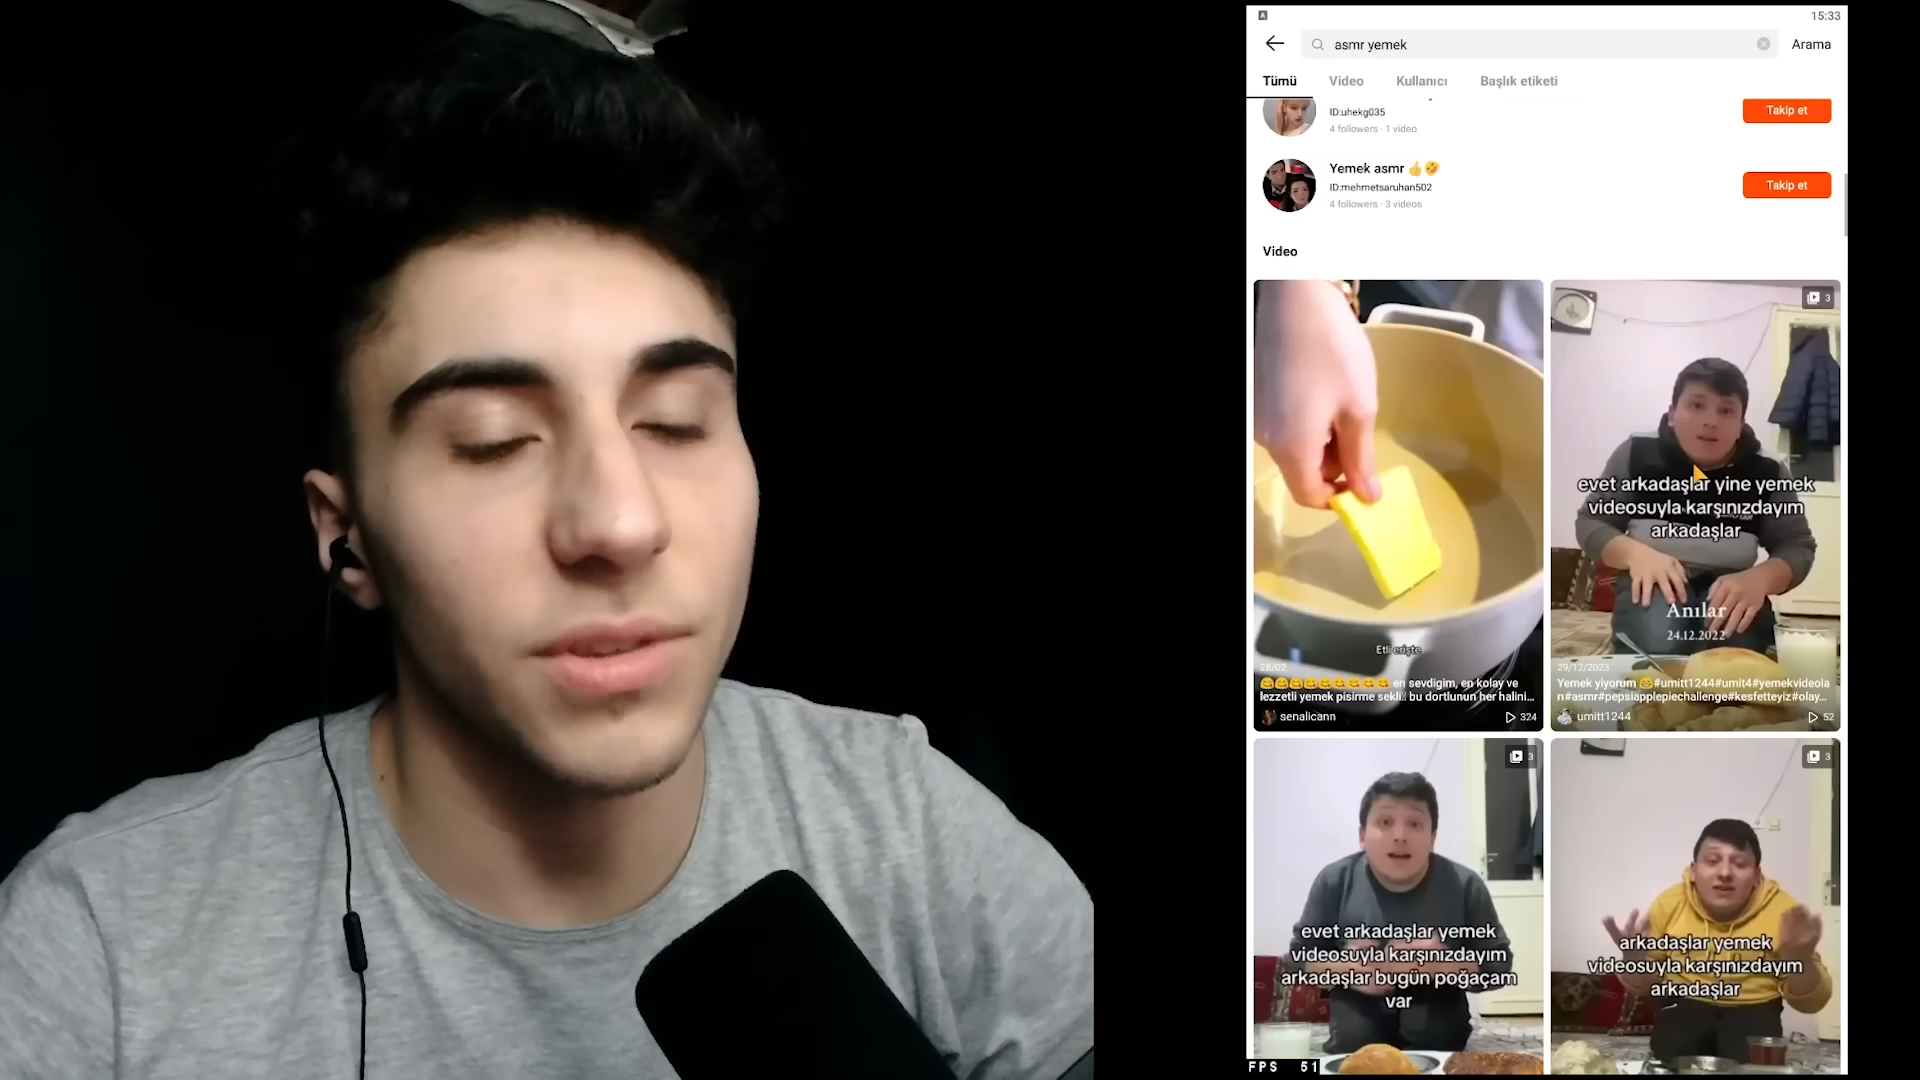 15:33
asmr yemek
Arama
Tümü
Video
Kullanıcı
Başlık etiketi
ID:uhekg035
4 followers · 1 video
Takip et
Yemek asmr 👍🤣
ID:mehmetsaruhan502
4 followers · 3 videos
Takip et
Video
Etli erişte
28/02
😋😋😋😋😋😋😋😋😋 en sevdigim, en kolay ve
lezzetli yemek pisirme sekli!! bu dortlunun her halini...
senalicann
324
3
evet arkadaşlar yine yemek
videosuyla karşınızdayım
arkadaşlar
Anılar
24.12.2022
29/12/2023
Yemek yiyorum #umitt1244#umit4#yemekvideola
rı#asmr#pepsiapplepiechallenge#kesfetteyiz#olay...
umitt1244
52
3
evet arkadaşlar yemek
videosuyla karşınızdayım
arkadaşlar bugün poğaçam
var
3
arkadaşlar yemek
videosuyla karşınızdayım
arkadaşlar
FPS 51